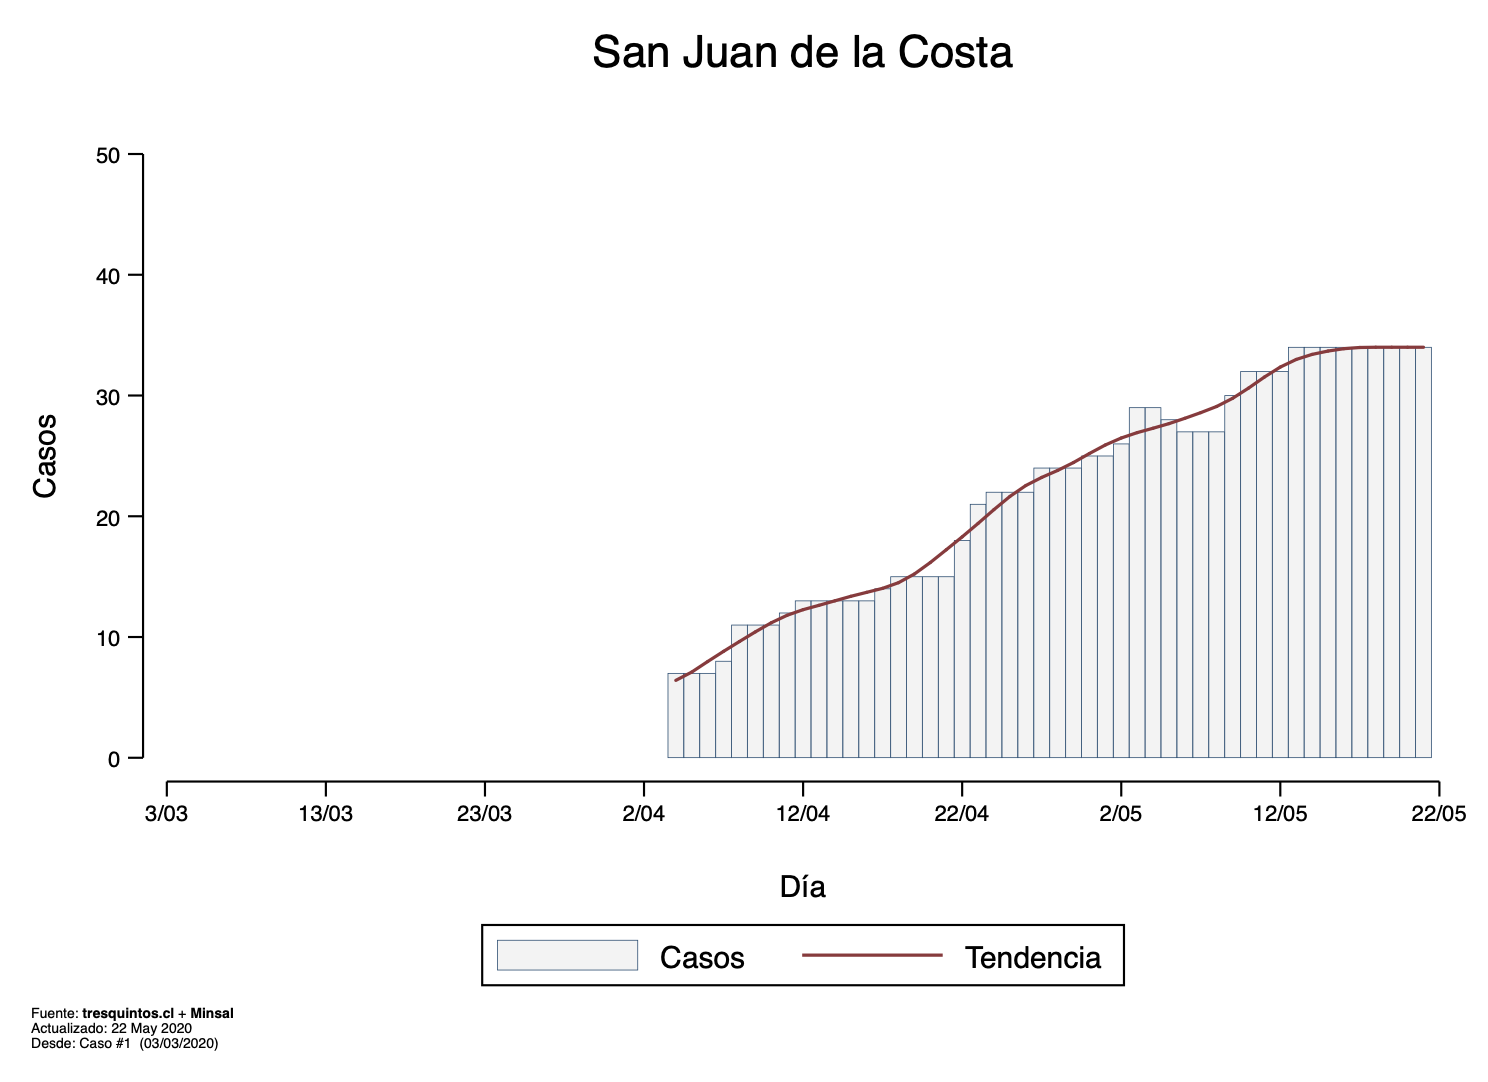 San Juan de la Costa
50
40
30
20
10
0
Casos
3/03 13/03 23/03 2/04 12/04 22/04 2/05 12/05 22/05
Día
Casos Tendencia
Fuente: tresquintos.cl + Minsal
Actualizado: 22 May 2020
Desde: Caso #1 (03/03/2020)